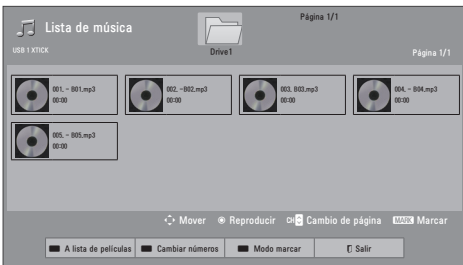 Lista de música
Página 1/1
USB 1 XTICK
Drive1
Página 1/1
001, - B01,mp3
00:00
002, -B02,mp3
00:00
003, B03,mp3
00:00
004, - B04,mp3
00:00
005, - B05,mp3
00:00
Mover
Reproducir
CH Cambio de página
MARK Marcar
A lista de películas
Cambiar números
Modo marcar
Salir